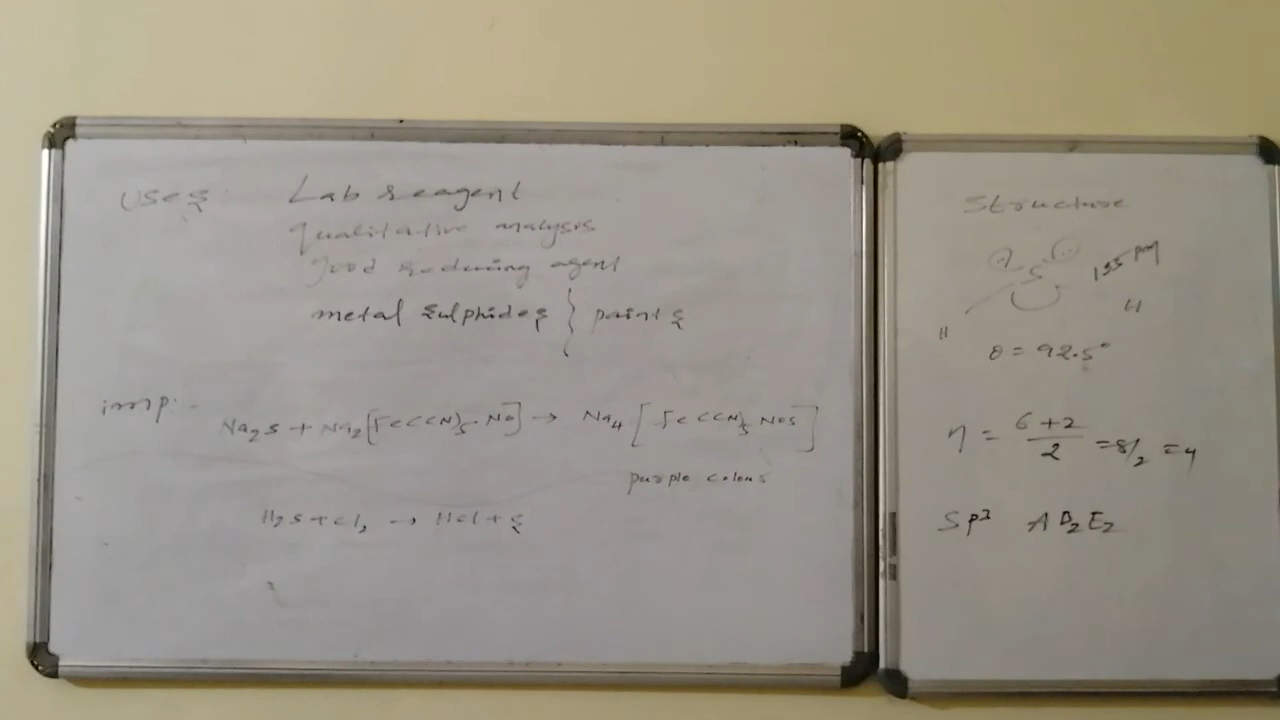 Uses Lab reagent
qualitative analysis
good reducing agent
metal sulphides } paints
imp.
Na₂S + Na₂[Fe(CN)₅ · NO] → Na₄ [Fe(CN)₅ NOS]
purple colour
H₂S + Cl₂ → HCl + S
Structure
S 135 pm
H H
θ = 92.5°
η = 6+2/2 = 8/2 = 4
Sp³ AB₂E₂